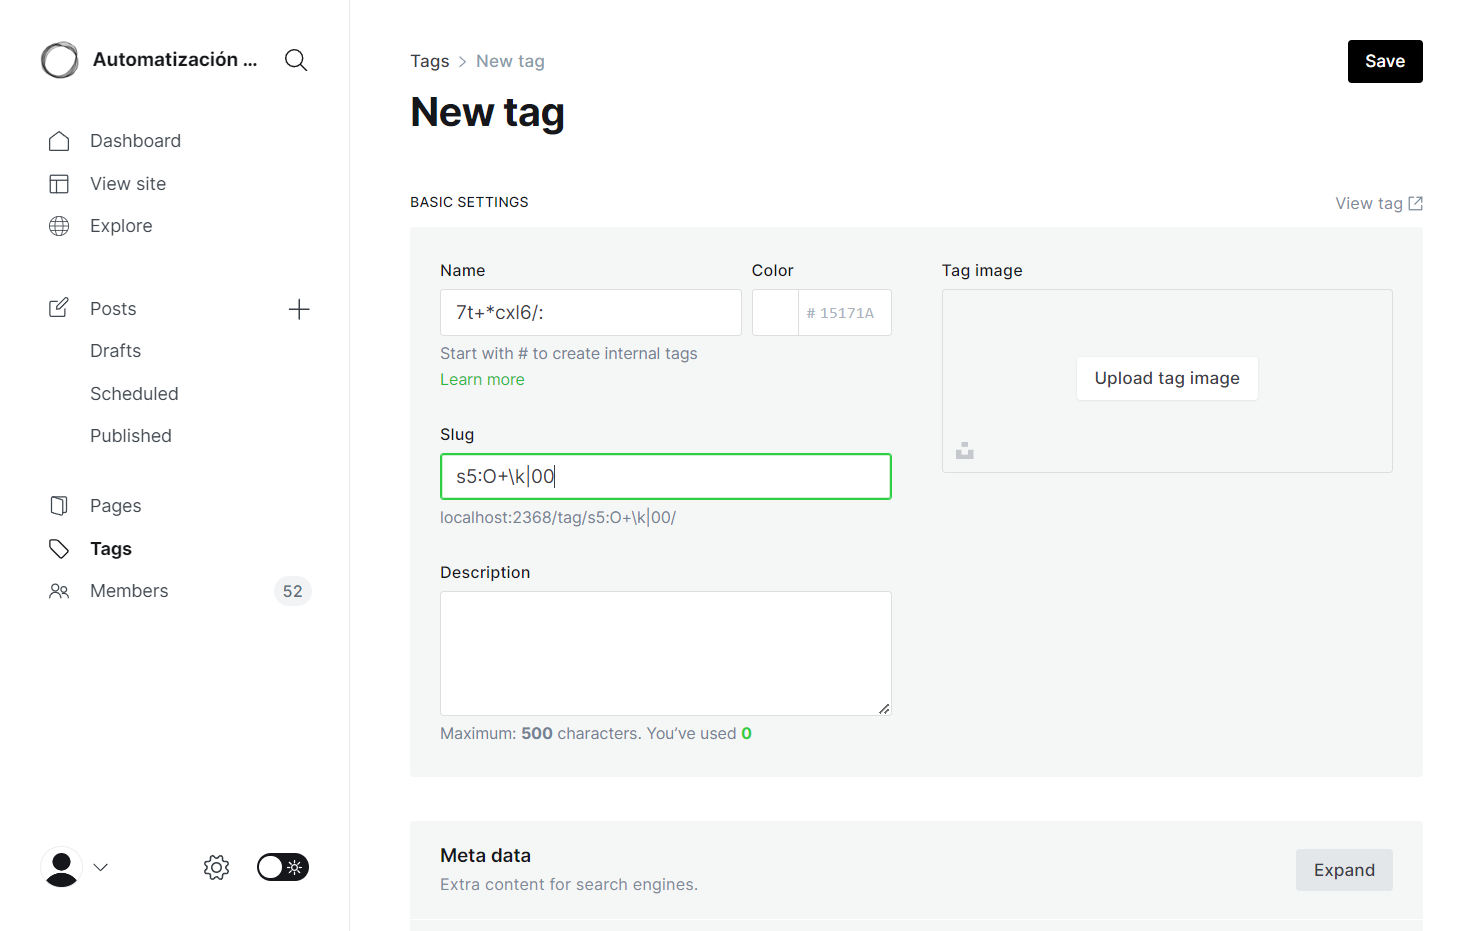 Automatización ...
Dashboard
View site
Explore
Posts
Drafts
Scheduled
Published
Pages
Tags
Members
52
Tags > New tag
Save
New tag
BASIC SETTINGS
View tag
Name
Color
Tag image
7t+*cxl6/:
# 15171A
Start with # to create internal tags
Learn more
Upload tag image
Slug
s5:O+\k|00
localhost:2368/tag/s5:O+\k|00/
Description
Maximum: 500 characters. You’ve used 0
Meta data
Extra content for search engines.
Expand